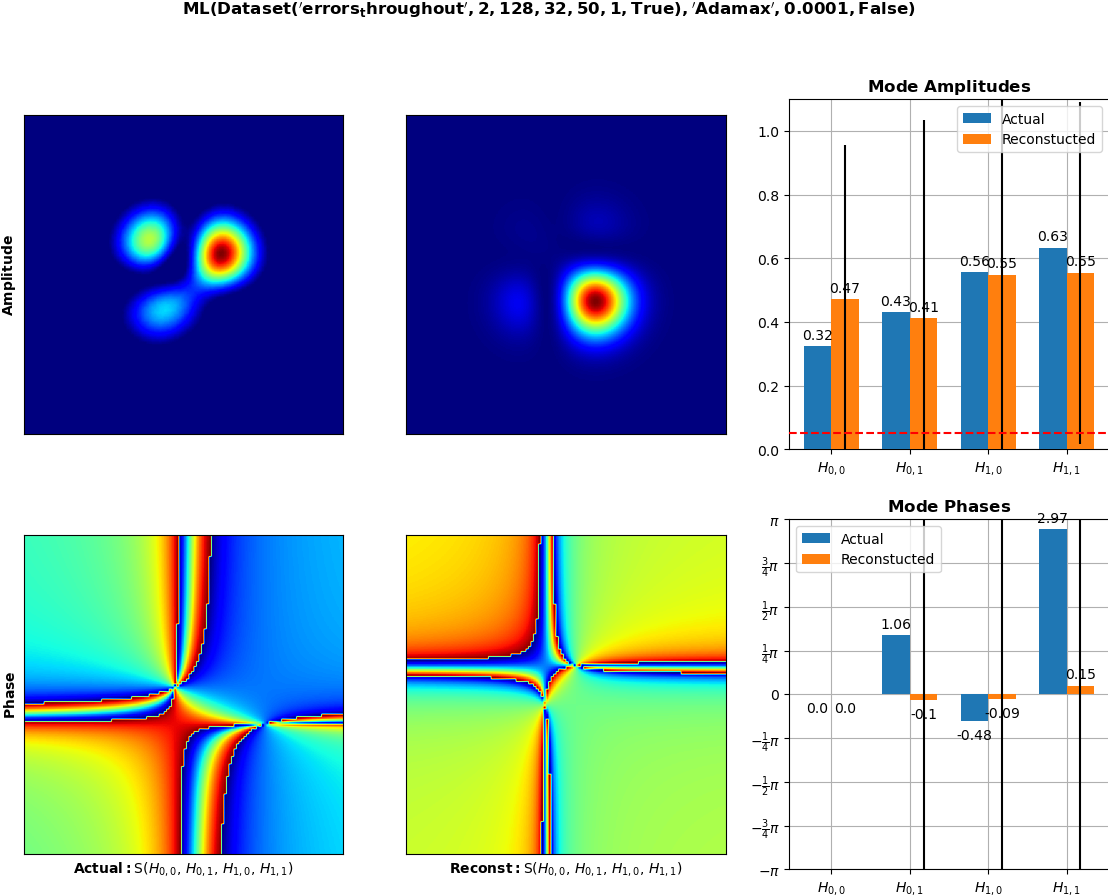 ML(Dataset('errors_throughout', 2, 128, 32, 50, 1, True), 'Adamax', 0.0001, False)
Amplitude
Mode Amplitudes
Actual
Reconstucted
1.0
0.8
0.6
0.4
0.2
0.0
0.32
0.47
0.43
0.41
0.56
0.55
0.63
0.55
H0,0
H0,1
H1,0
H1,1
Phase
Actual: S(H0,0, H0,1, H1,0, H1,1)
Reconst: S(H0,0, H0,1, H1,0, H1,1)
Mode Phases
Actual
Reconstucted
π
3/4π
1/2π
1/4π
0
−1/4π
−1/2π
−3/4π
−π
0.0
0.0
1.06
-0.1
-0.48
-0.09
2.97
0.15
H0,0
H0,1
H1,0
H1,1